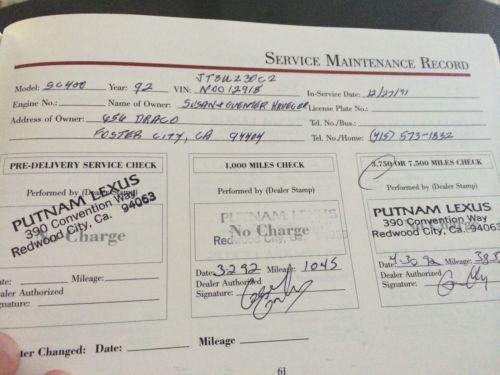 SERVICE MAINTENANCE RECORD
Model: SC400 Year: 92 VIN: JT8UZ30C2 N0012918 In-Service Date: 12/27/91
Engine No.: Name of Owner: SUSAN & GUENTER License Plate No.:
Address of Owner: 656 DRACO Tel. No./Bus.:
FOSTER CITY, CA 94404 Tel. No./Home: (415) 573-1832
PRE-DELIVERY SERVICE CHECK
Performed by (Dealer Stamp)
PUTNAM LEXUS
390 Convention Way
Redwood City, Ca. 94063
Charge
Date: Mileage:
Dealer Authorized
Signature:
1,000 MILES CHECK
Performed by (Dealer Stamp)
PUTNAM LEXUS
No Charge
Redwood City, Ca.
Date: 3-2-92 Mileage: 1045
Dealer Authorized
Signature:
3,750 OR 7,500 MILES CHECK
Performed by (Dealer Stamp)
PUTNAM LEXUS
390 Convention Way
Redwood City, Ca. 94063
Date: 7-30-92 Mileage:
Dealer Authorized
Signature:
ter Changed: Date: Mileage
61